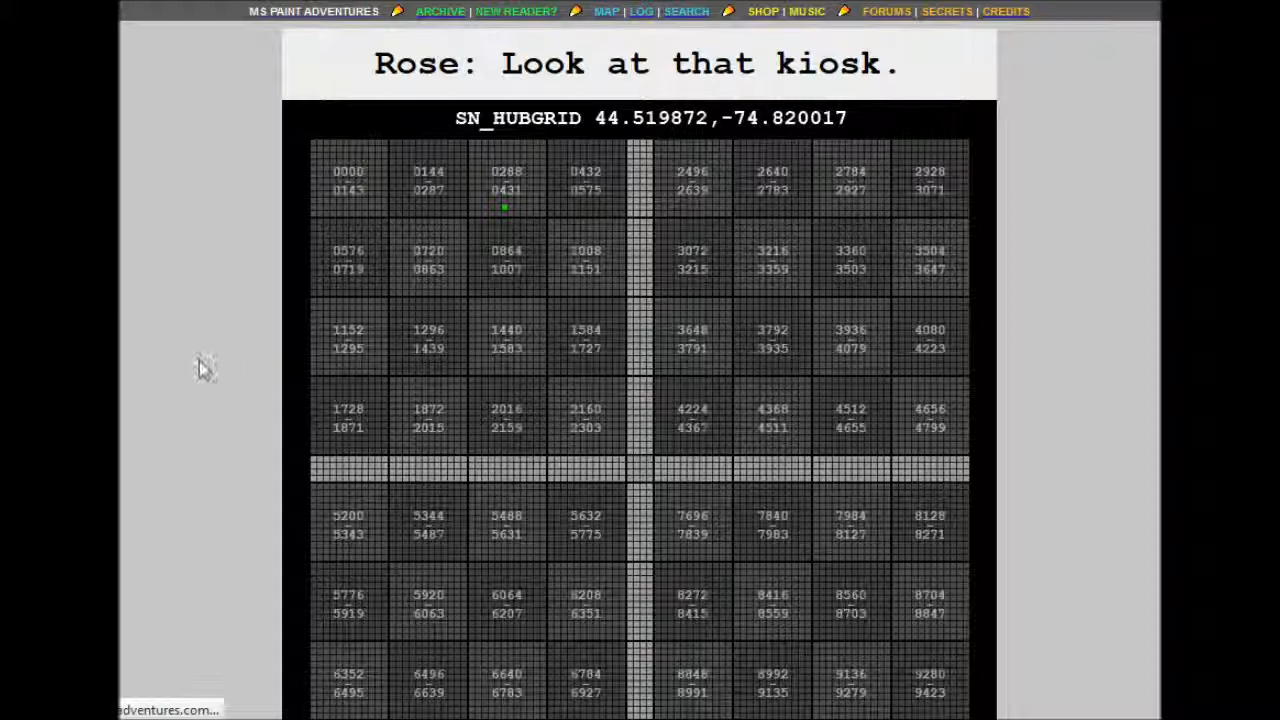 MS PAINT ADVENTURES ARCHIVE | NEW READER? MAP | LOG | SEARCH SHOP | MUSIC FORUMS | SECRETS | CREDITS
Rose: Look at that kiosk.
SN_HUBGRID 44.519872,-74.820017
0000 0144 0288 0432 2496 2640 2784 2928
0143 0287 0431 0575 2639 2783 2927 3071
0576 0720 0864 1008 3072 3216 3360 3504
0719 0863 1007 1151 3215 3359 3503 3647
1152 1296 1440 1584 3648 3792 3936 4080
1295 1439 1583 1727 3791 3935 4079 4223
1728 1872 2016 2160 4224 4368 4512 4656
1871 2015 2159 2303 4367 4511 4655 4799
5200 5344 5488 5632 7696 7840 7984 8128
5343 5487 5631 5775 7839 7983 8127 8271
5776 5920 6064 6208 8272 8416 8560 8704
5919 6063 6207 6351 8415 8559 8703 8847
6352 6496 6640 6784 8848 8992 9136 9280
6495 6639 6783 6927 8991 9135 9279 9423
adventures.com...